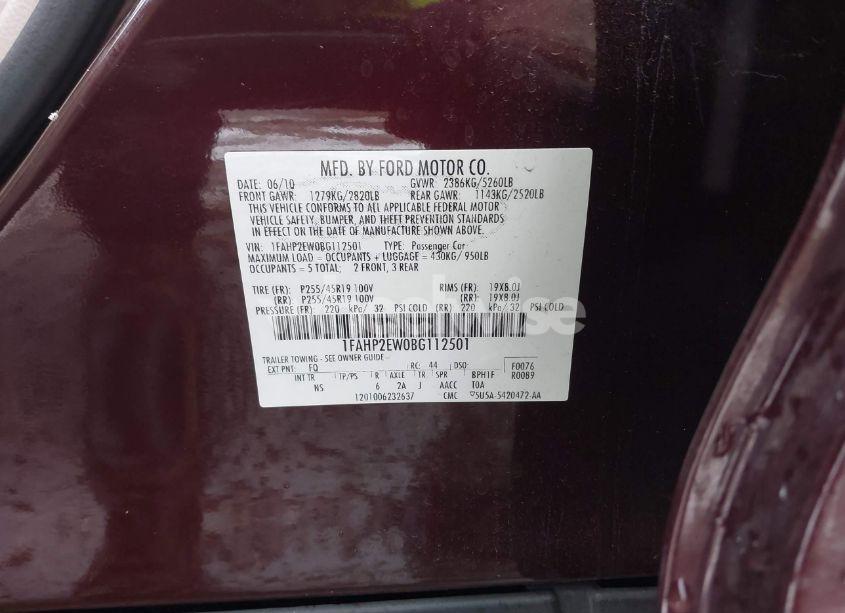 MFD. BY FORD MOTOR CO.
DATE: 06/10 GVWR: 2386KG/5260LB
FRONT GAWR: 1279KG/2820LB REAR GAWR: 1143KG/2520LB
THIS VEHICLE CONFORMS TO ALL APPLICABLE FEDERAL MOTOR
VEHICLE SAFETY, BUMPER, AND THEFT PREVENTION STANDARDS
IN EFFECT ON THE DATE OF MANUFACTURE SHOWN ABOVE.
VIN: 1FAHP2EW0BG112501 TYPE: Passenger Car
MAXIMUM LOAD = OCCUPANTS + LUGGAGE = 430KG/950LB
OCCUPANTS = 5 TOTAL; 2 FRONT, 3 REAR
TIRE (FR): P255/45R19 100V RIMS (FR): 19X8.0J
(RR): P255/45R19 100V (RR): 19X8.0J
PRESSURE (FR): 220 kPa/ 32 PSI COLD (RR): 220 kPa/ 32 PSI COLD
1FAHP2EW0BG112501
TRAILER TOWING - SEE OWNER GUIDE -
EXT PNT: FQ RC: 44 DSO: F0076
INT TR TP/PS R AXLE TR SPR BPH1F R0089
NS 6 2A J AACC T0A
1201006232637 CMC 5U5A-5420472-AA